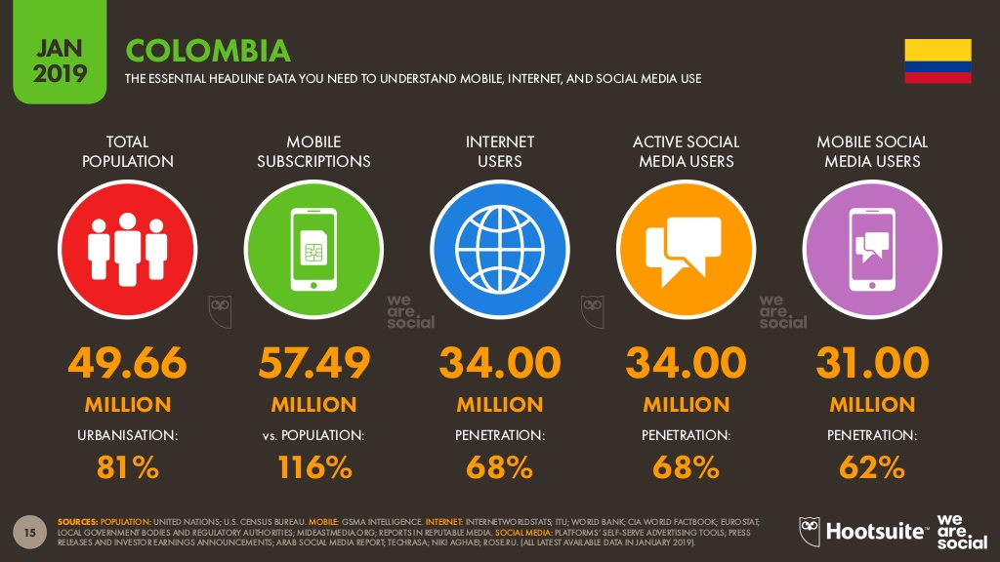 JAN
2019
COLOMBIA
THE ESSENTIAL HEADLINE DATA YOU NEED TO UNDERSTAND MOBILE, INTERNET, AND SOCIAL MEDIA USE
TOTAL
POPULATION
MOBILE
SUBSCRIPTIONS
INTERNET
USERS
ACTIVE SOCIAL
MEDIA USERS
MOBILE SOCIAL
MEDIA USERS
we
are
social
we
are
social
49.66
MILLION
URBANISATION:
81%
57.49
MILLION
vs. POPULATION:
116%
34.00
MILLION
PENETRATION:
68%
34.00
MILLION
PENETRATION:
68%
31.00
MILLION
PENETRATION:
62%
15
SOURCES: POPULATION: UNITED NATIONS; U.S. CENSUS BUREAU. MOBILE: GSMA INTELLIGENCE. INTERNET: INTERNETWORLDSTATS; ITU; WORLD BANK; CIA WORLD FACTBOOK; EUROSTAT;
LOCAL GOVERNMENT BODIES AND REGULATORY AUTHORITIES; MIDEASTMEDIA.ORG; REPORTS IN REPUTABLE MEDIA. SOCIAL MEDIA: PLATFORMS' SELF-SERVE ADVERTISING TOOLS; PRESS
RELEASES AND INVESTOR EARNINGS ANNOUNCEMENTS; ARAB SOCIAL MEDIA REPORT; TECHRASA; NIKI AGHAEI; ROSE.RU. (ALL LATEST AVAILABLE DATA IN JANUARY 2019).
Hootsuite™
we
are
social